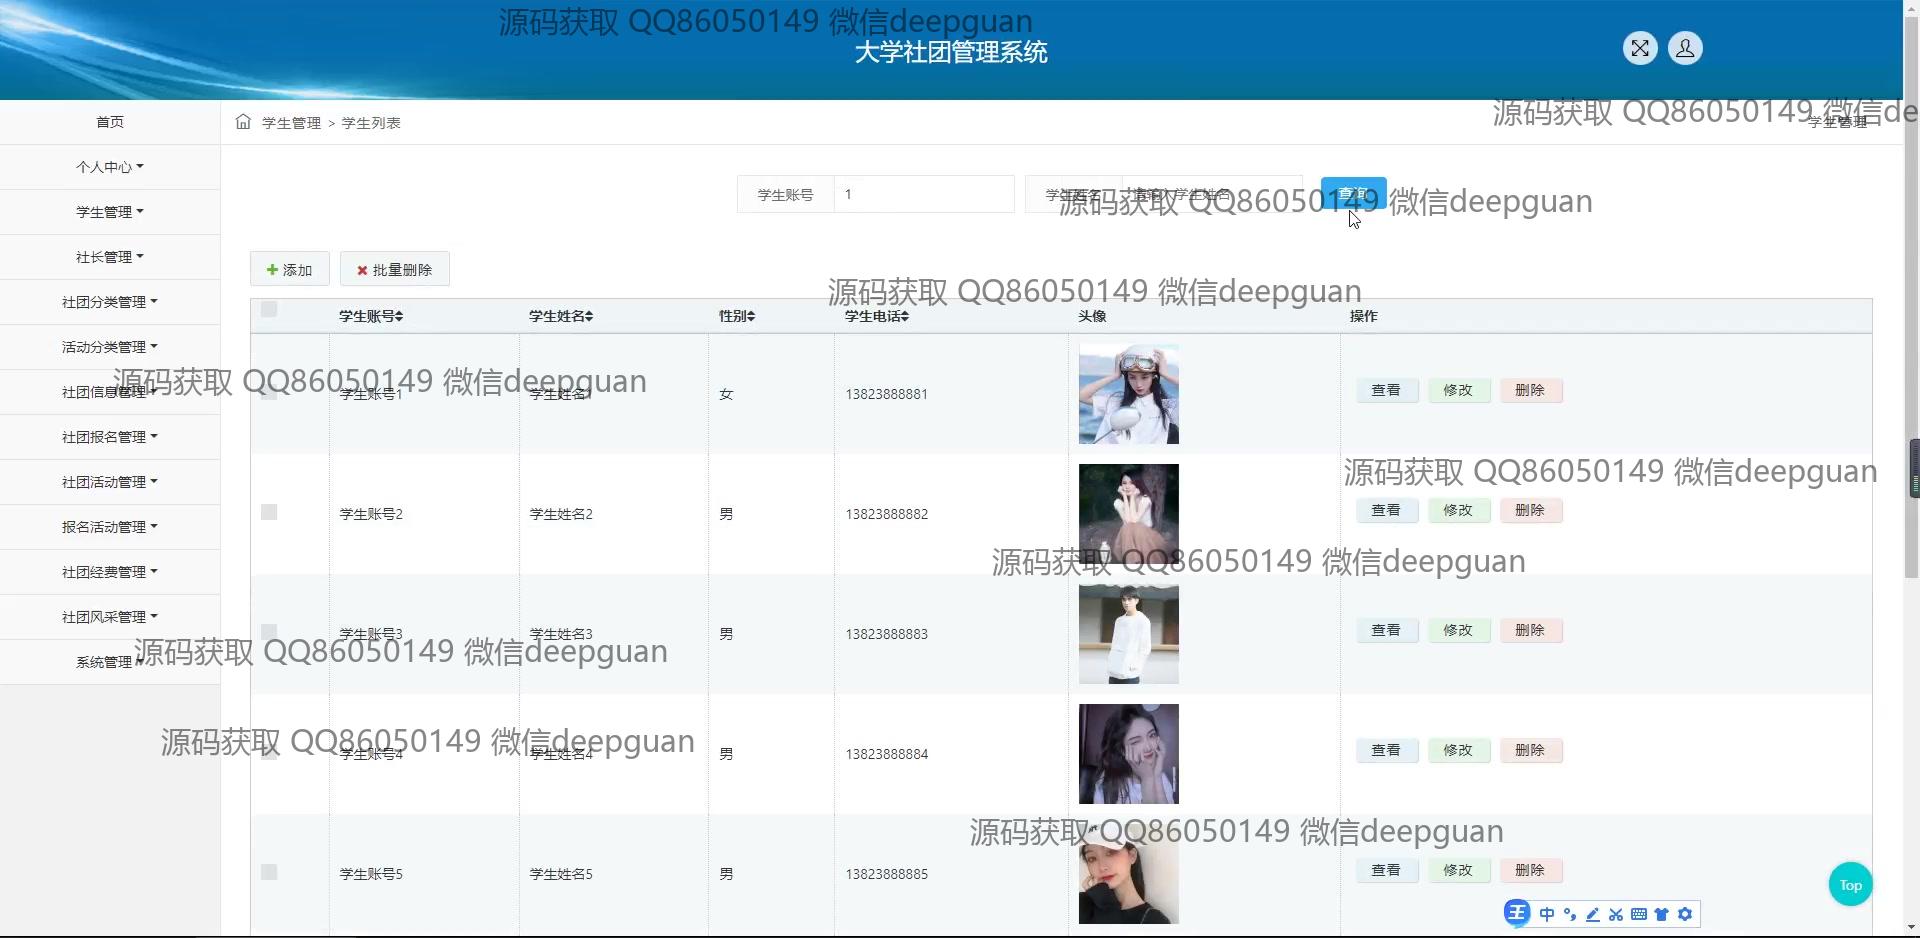 源码获取 QQ86050149 微信deepguan
大学社团管理系统
首页
学生管理 > 学生列表
源码获取 QQ86050149 微信de
学生管理
个人中心
学生管理
社长管理
社团分类管理
活动分类管理
社团信息管理
社团报名管理
社团活动管理
报名活动管理
社团经费管理
社团风采管理
系统管理
学生账号 1 学生姓名 请输入学生姓名 查询
源码获取 QQ86050149 微信deepguan
添加 批量删除
源码获取 QQ86050149 微信deepguan
学生账号 学生姓名 性别 学生电话 头像 操作
源码获取 QQ86050149 微信deepguan
学生账号1 学生姓名1 女 13823888881 查看 修改 删除
源码获取 QQ86050149 微信deepguan
学生账号2 学生姓名2 男 13823888882 查看 修改 删除
源码获取 QQ86050149 微信deepguan
学生账号3 学生姓名3 男 13823888883 查看 修改 删除
源码获取 QQ86050149 微信deepguan
源码获取 QQ86050149 微信deepguan
学生账号4 学生姓名4 男 13823888884 查看 修改 删除
源码获取 QQ86050149 微信deepguan
学生账号5 学生姓名5 男 13823888885 查看 修改 删除
Top
王 中